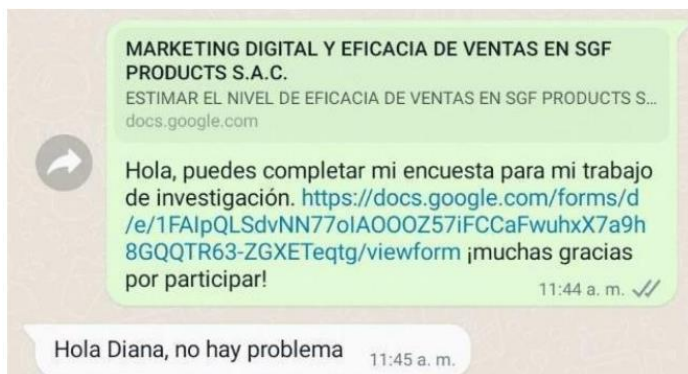 MARKETING DIGITAL Y EFICACIA DE VENTAS EN SGF
PRODUCTS S.A.C.
ESTIMAR EL NIVEL DE EFICACIA DE VENTAS EN SGF PRODUCTS S...
docs.google.com
Hola, puedes completar mi encuesta para mi trabajo
de investigación. https://docs.google.com/forms/d
/e/1FAIpQLSdvNN77oIAOOOZ57iFCCaFwuhxX7a9h
8GQQTR63-ZGXETeqtg/viewform ¡muchas gracias
por participar!
11:44 a. m.
Hola Diana, no hay problema 11:45 a. m.